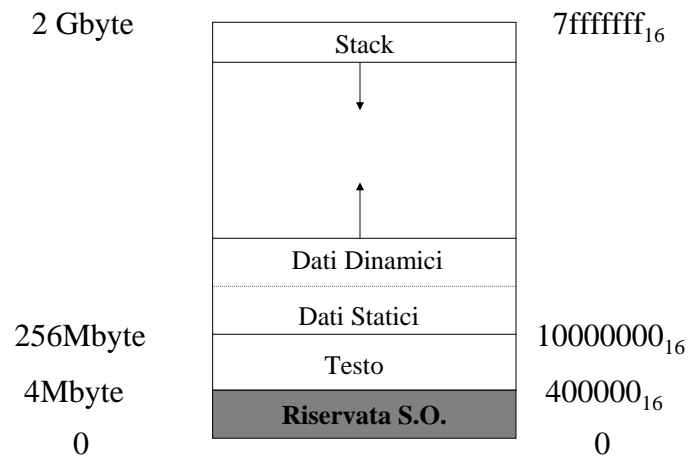 2 Gbyte
Stack
7fffffff₁₆
Dati Dinamici
Dati Statici
256Mbyte
10000000₁₆
Testo
4Mbyte
400000₁₆
Riservata S.O.
0
0